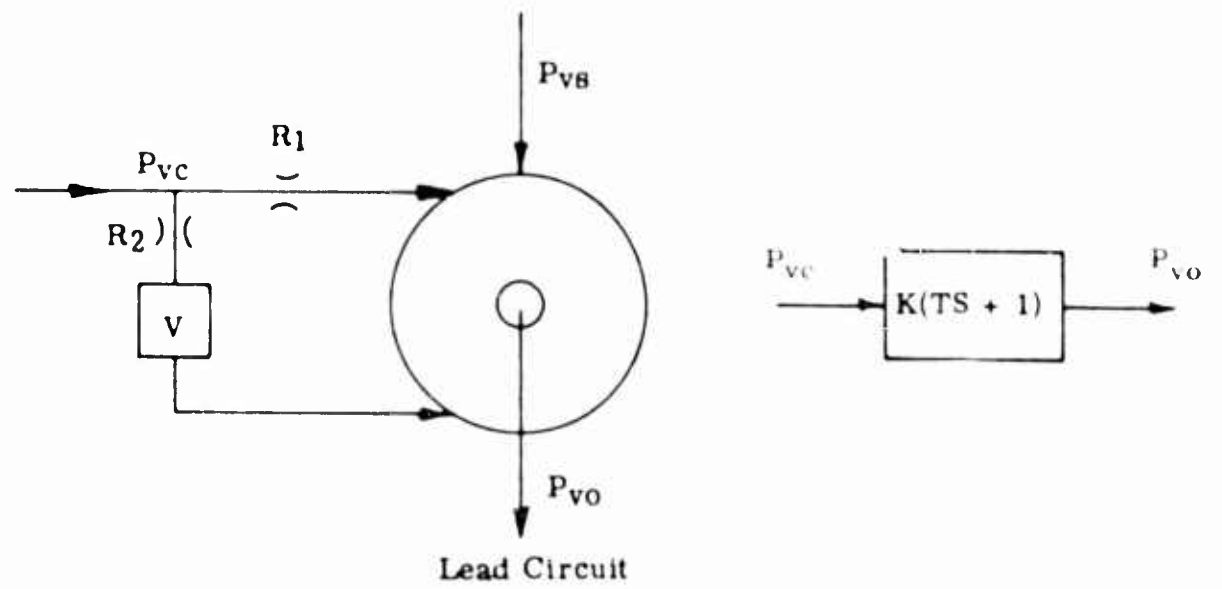 Pvs
R1
Pvc
R2
V
Pvc
K(TS + 1)
Pvo
Pvo
Lead Circuit